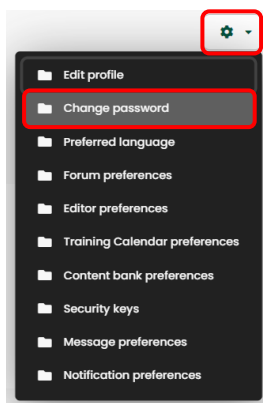 Edit profile
Change password
Preferred language
Forum preferences
Editor preferences
Training Calendar preferences
Content bank preferences
Security keys
Message preferences
Notification preferences